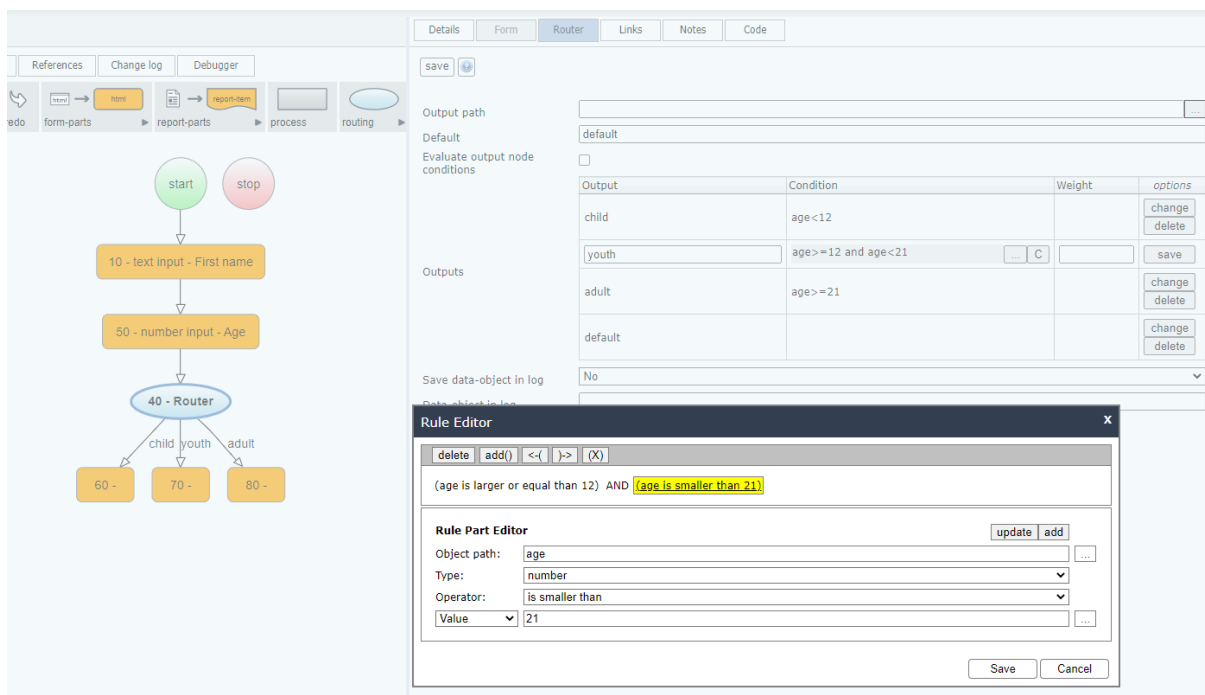 Details Form Router Links Notes Code
References Change log Debugger
save
html html report-item
edo form-parts report-parts process routing
Output path ...
Default default
Evaluate output node
conditions
Output Condition Weight options
child age<12 change
delete
youth age>=12 and age<21 ... C save
Outputs
adult age>=21 change
delete
default change
delete
Save data-object in log No
Data-object in log
start stop
10 - text input - First name
50 - number input - Age
40 - Router
child youth adult
60 - 70 - 80 -
Rule Editor x
delete add() <-( )-> (X)
(age is larger or equal than 12) AND (age is smaller than 21)
Rule Part Editor update add
Object path: age ...
Type: number
Operator: is smaller than
Value 21 ...
Save Cancel